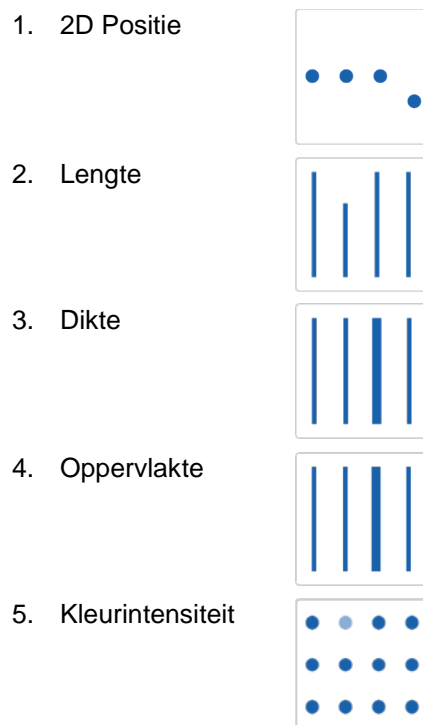 1. 2D Positie
2. Lengte
3. Dikte
4. Oppervlakte
5. Kleurintensiteit